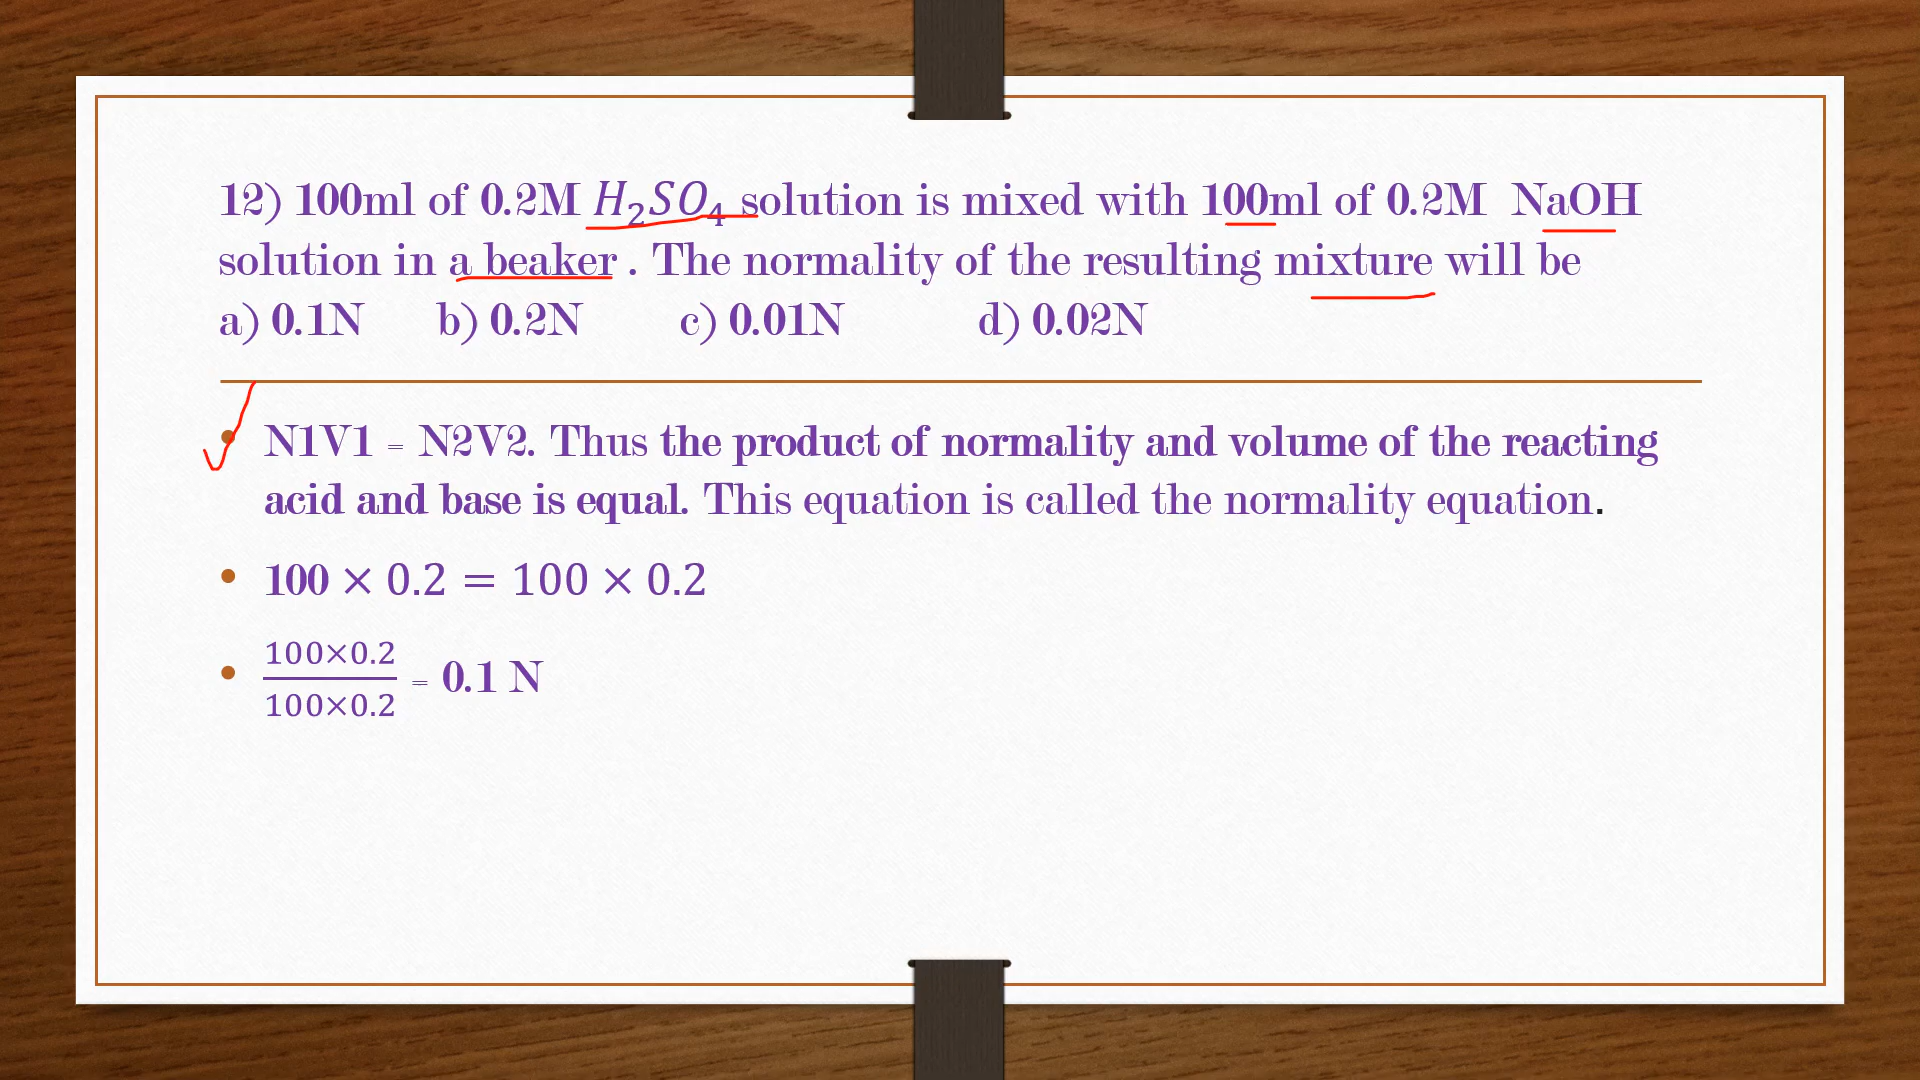 12) 100ml of 0.2M H₂SO₄ solution is mixed with 100ml of 0.2M NaOH
solution in a beaker . The normality of the resulting mixture will be
a) 0.1N b) 0.2N c) 0.01N d) 0.02N
• N1V1 = N2V2. Thus the product of normality and volume of the reacting
acid and base is equal. This equation is called the normality equation.
• 100 × 0.2 = 100 × 0.2
• 100×0.2
100×0.2 = 0.1 N